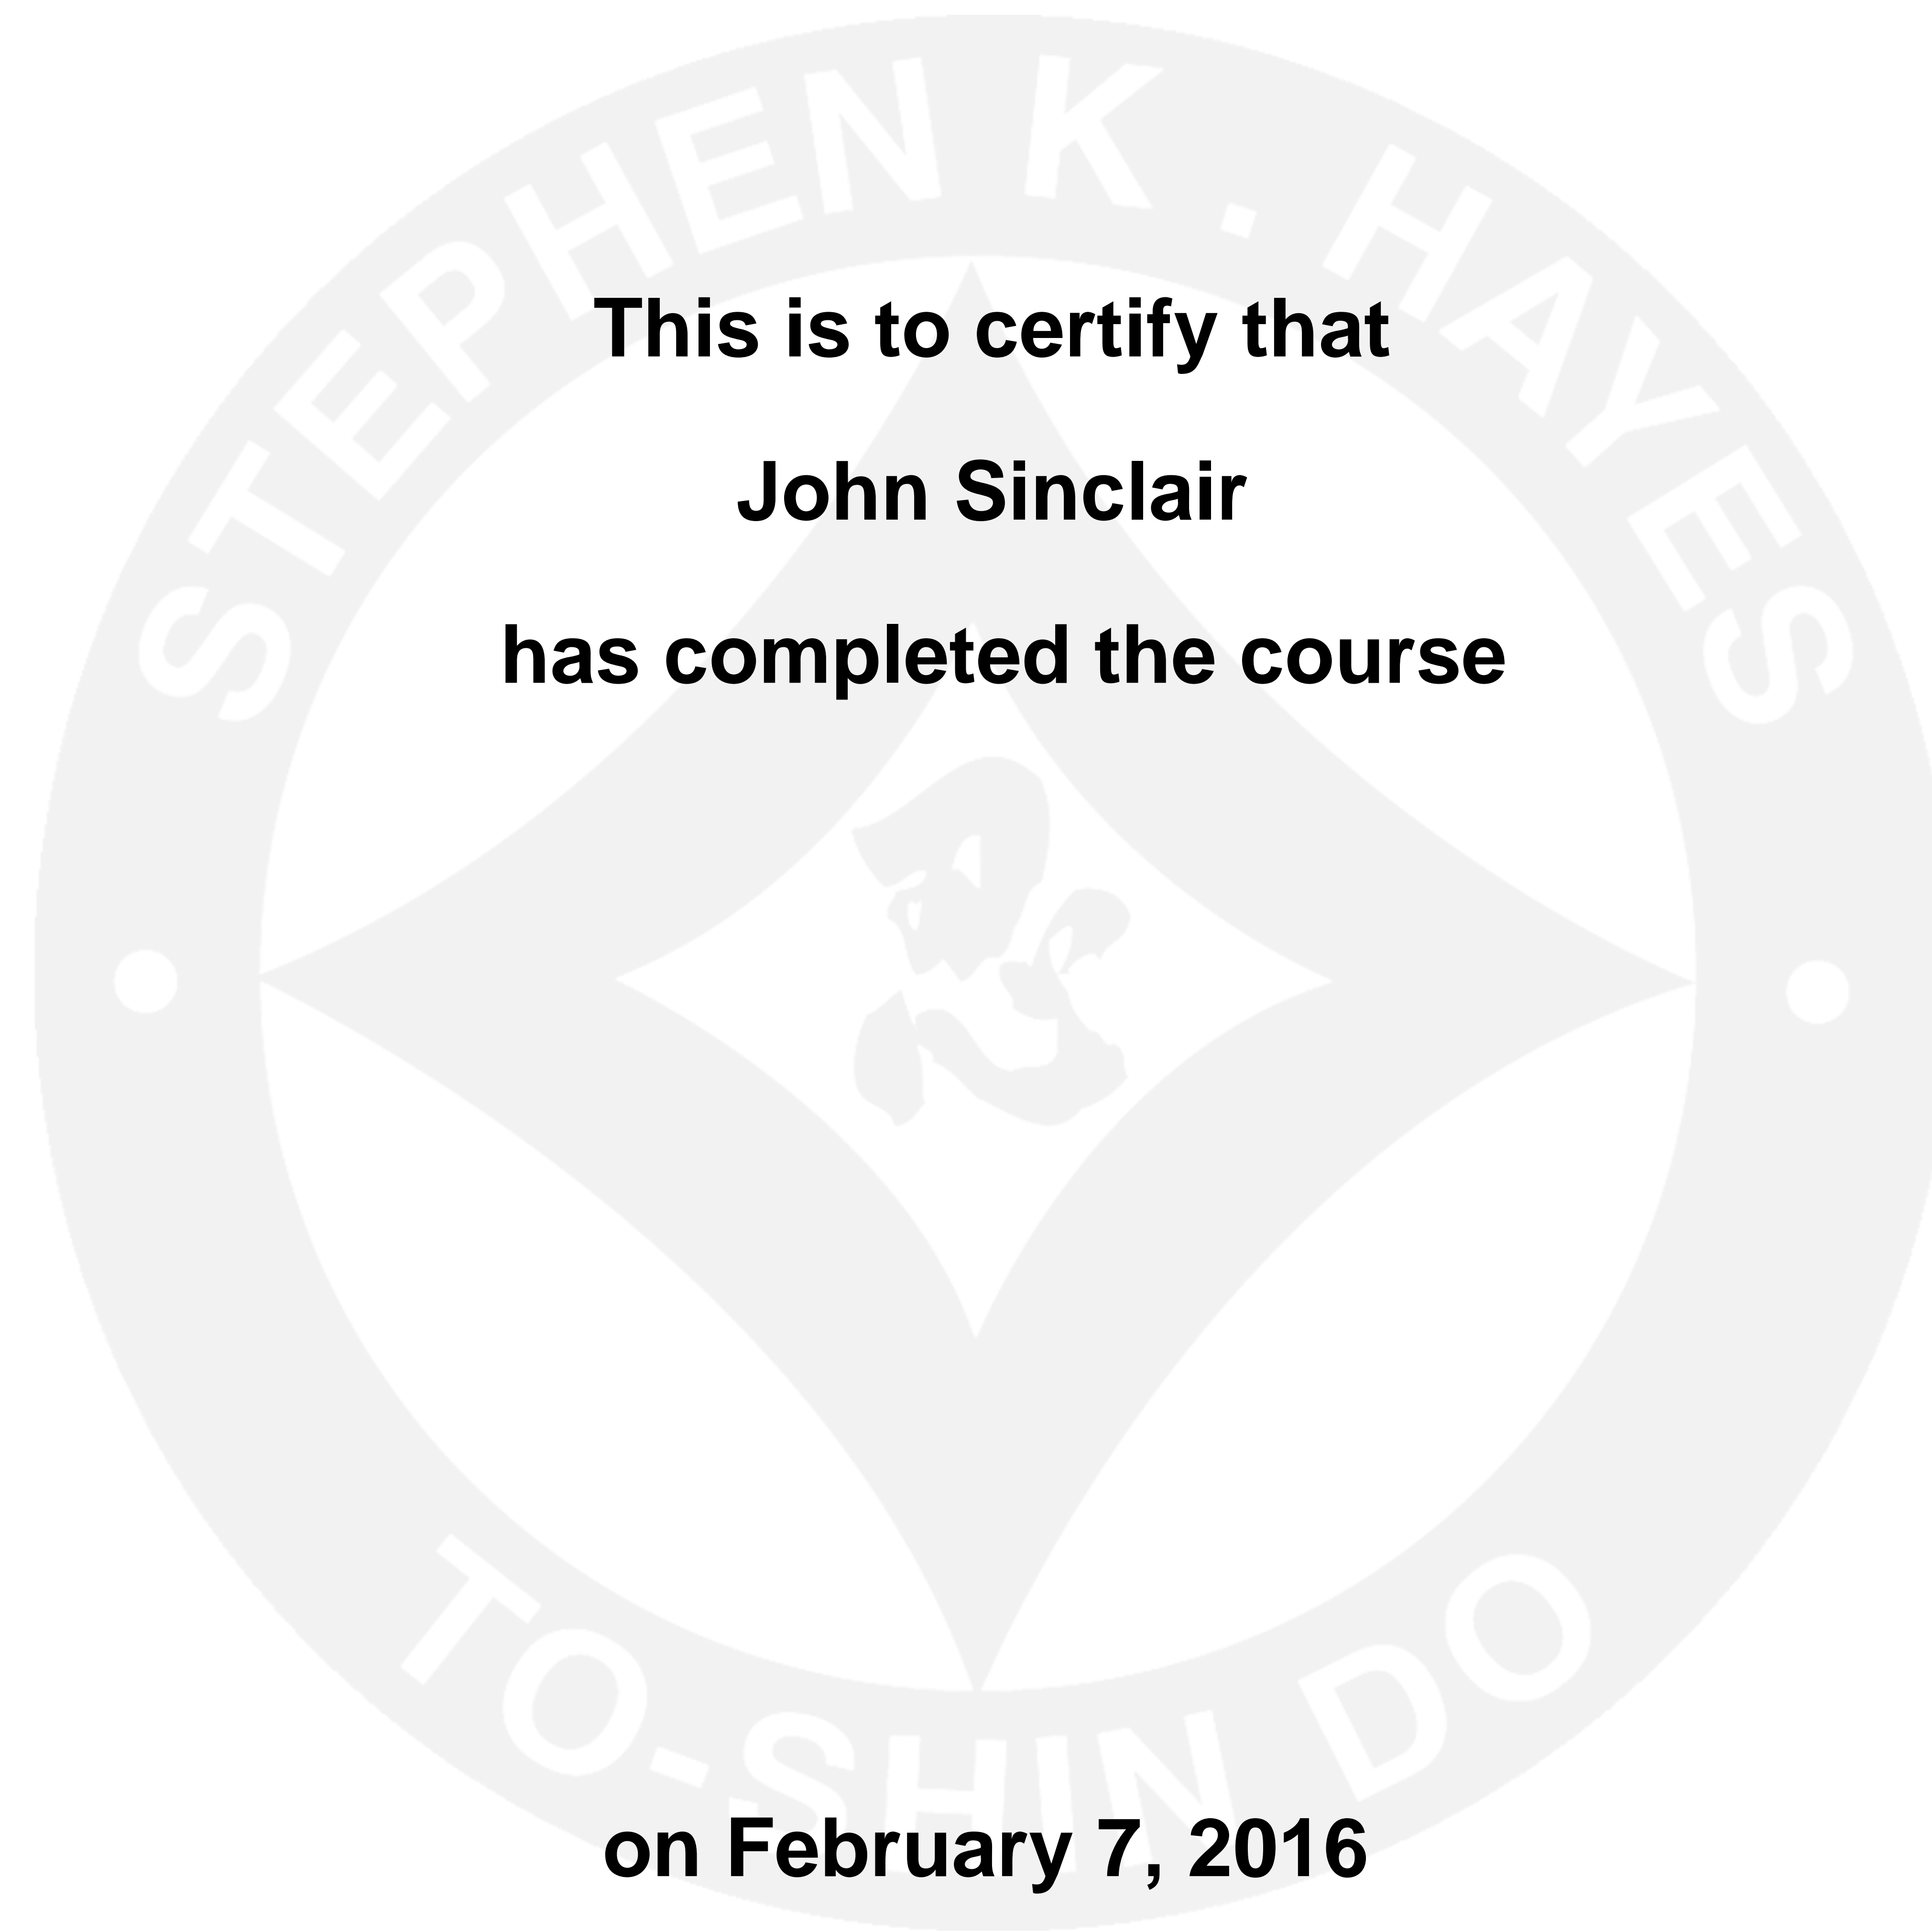 STEPHEN K. HAYES
This is to certify that
John Sinclair
has completed the course
忍
TO-SHIN DO
on February 7, 2016